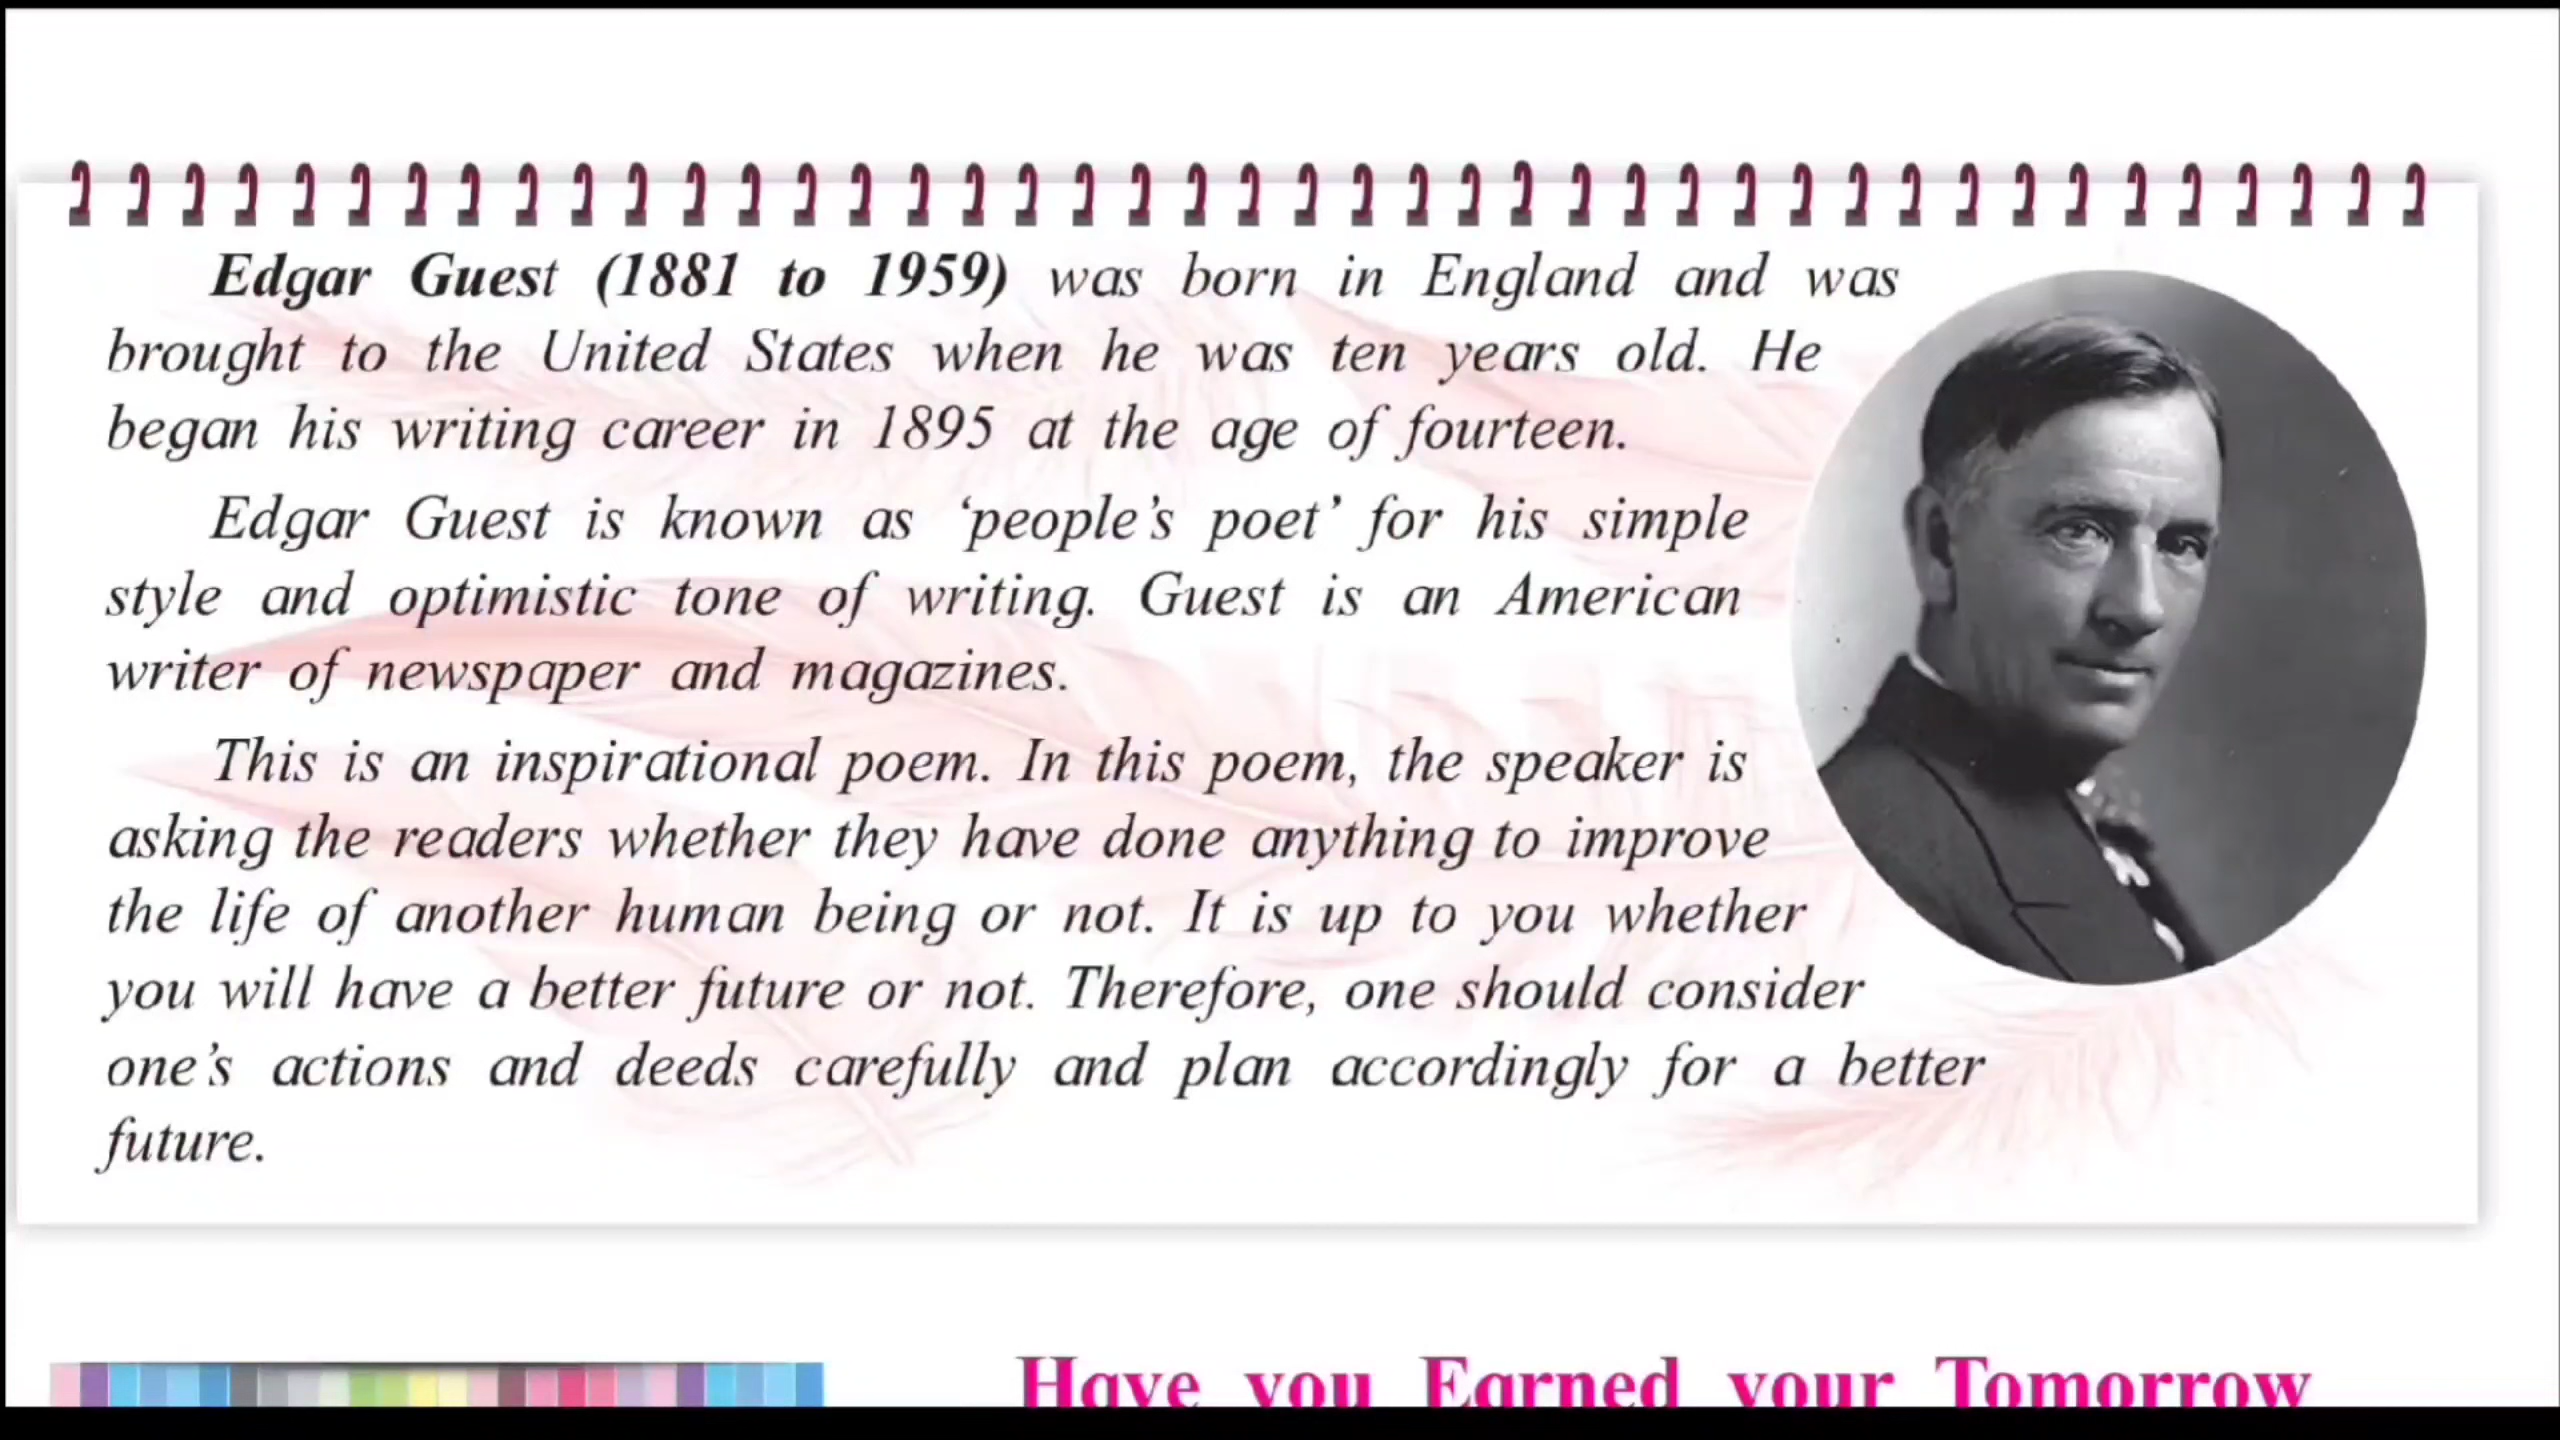 Edgar Guest (1881 to 1959) was born in England and was
brought to the United States when he was ten years old. He
began his writing career in 1895 at the age of fourteen.
Edgar Guest is known as ‘people’s poet’ for his simple
style and optimistic tone of writing. Guest is an American
writer of newspaper and magazines.
This is an inspirational poem. In this poem, the speaker is
asking the readers whether they have done anything to improve
the life of another human being or not. It is up to you whether
you will have a better future or not. Therefore, one should consider
one’s actions and deeds carefully and plan accordingly for a better
future.
Have you Earned your Tomorrow